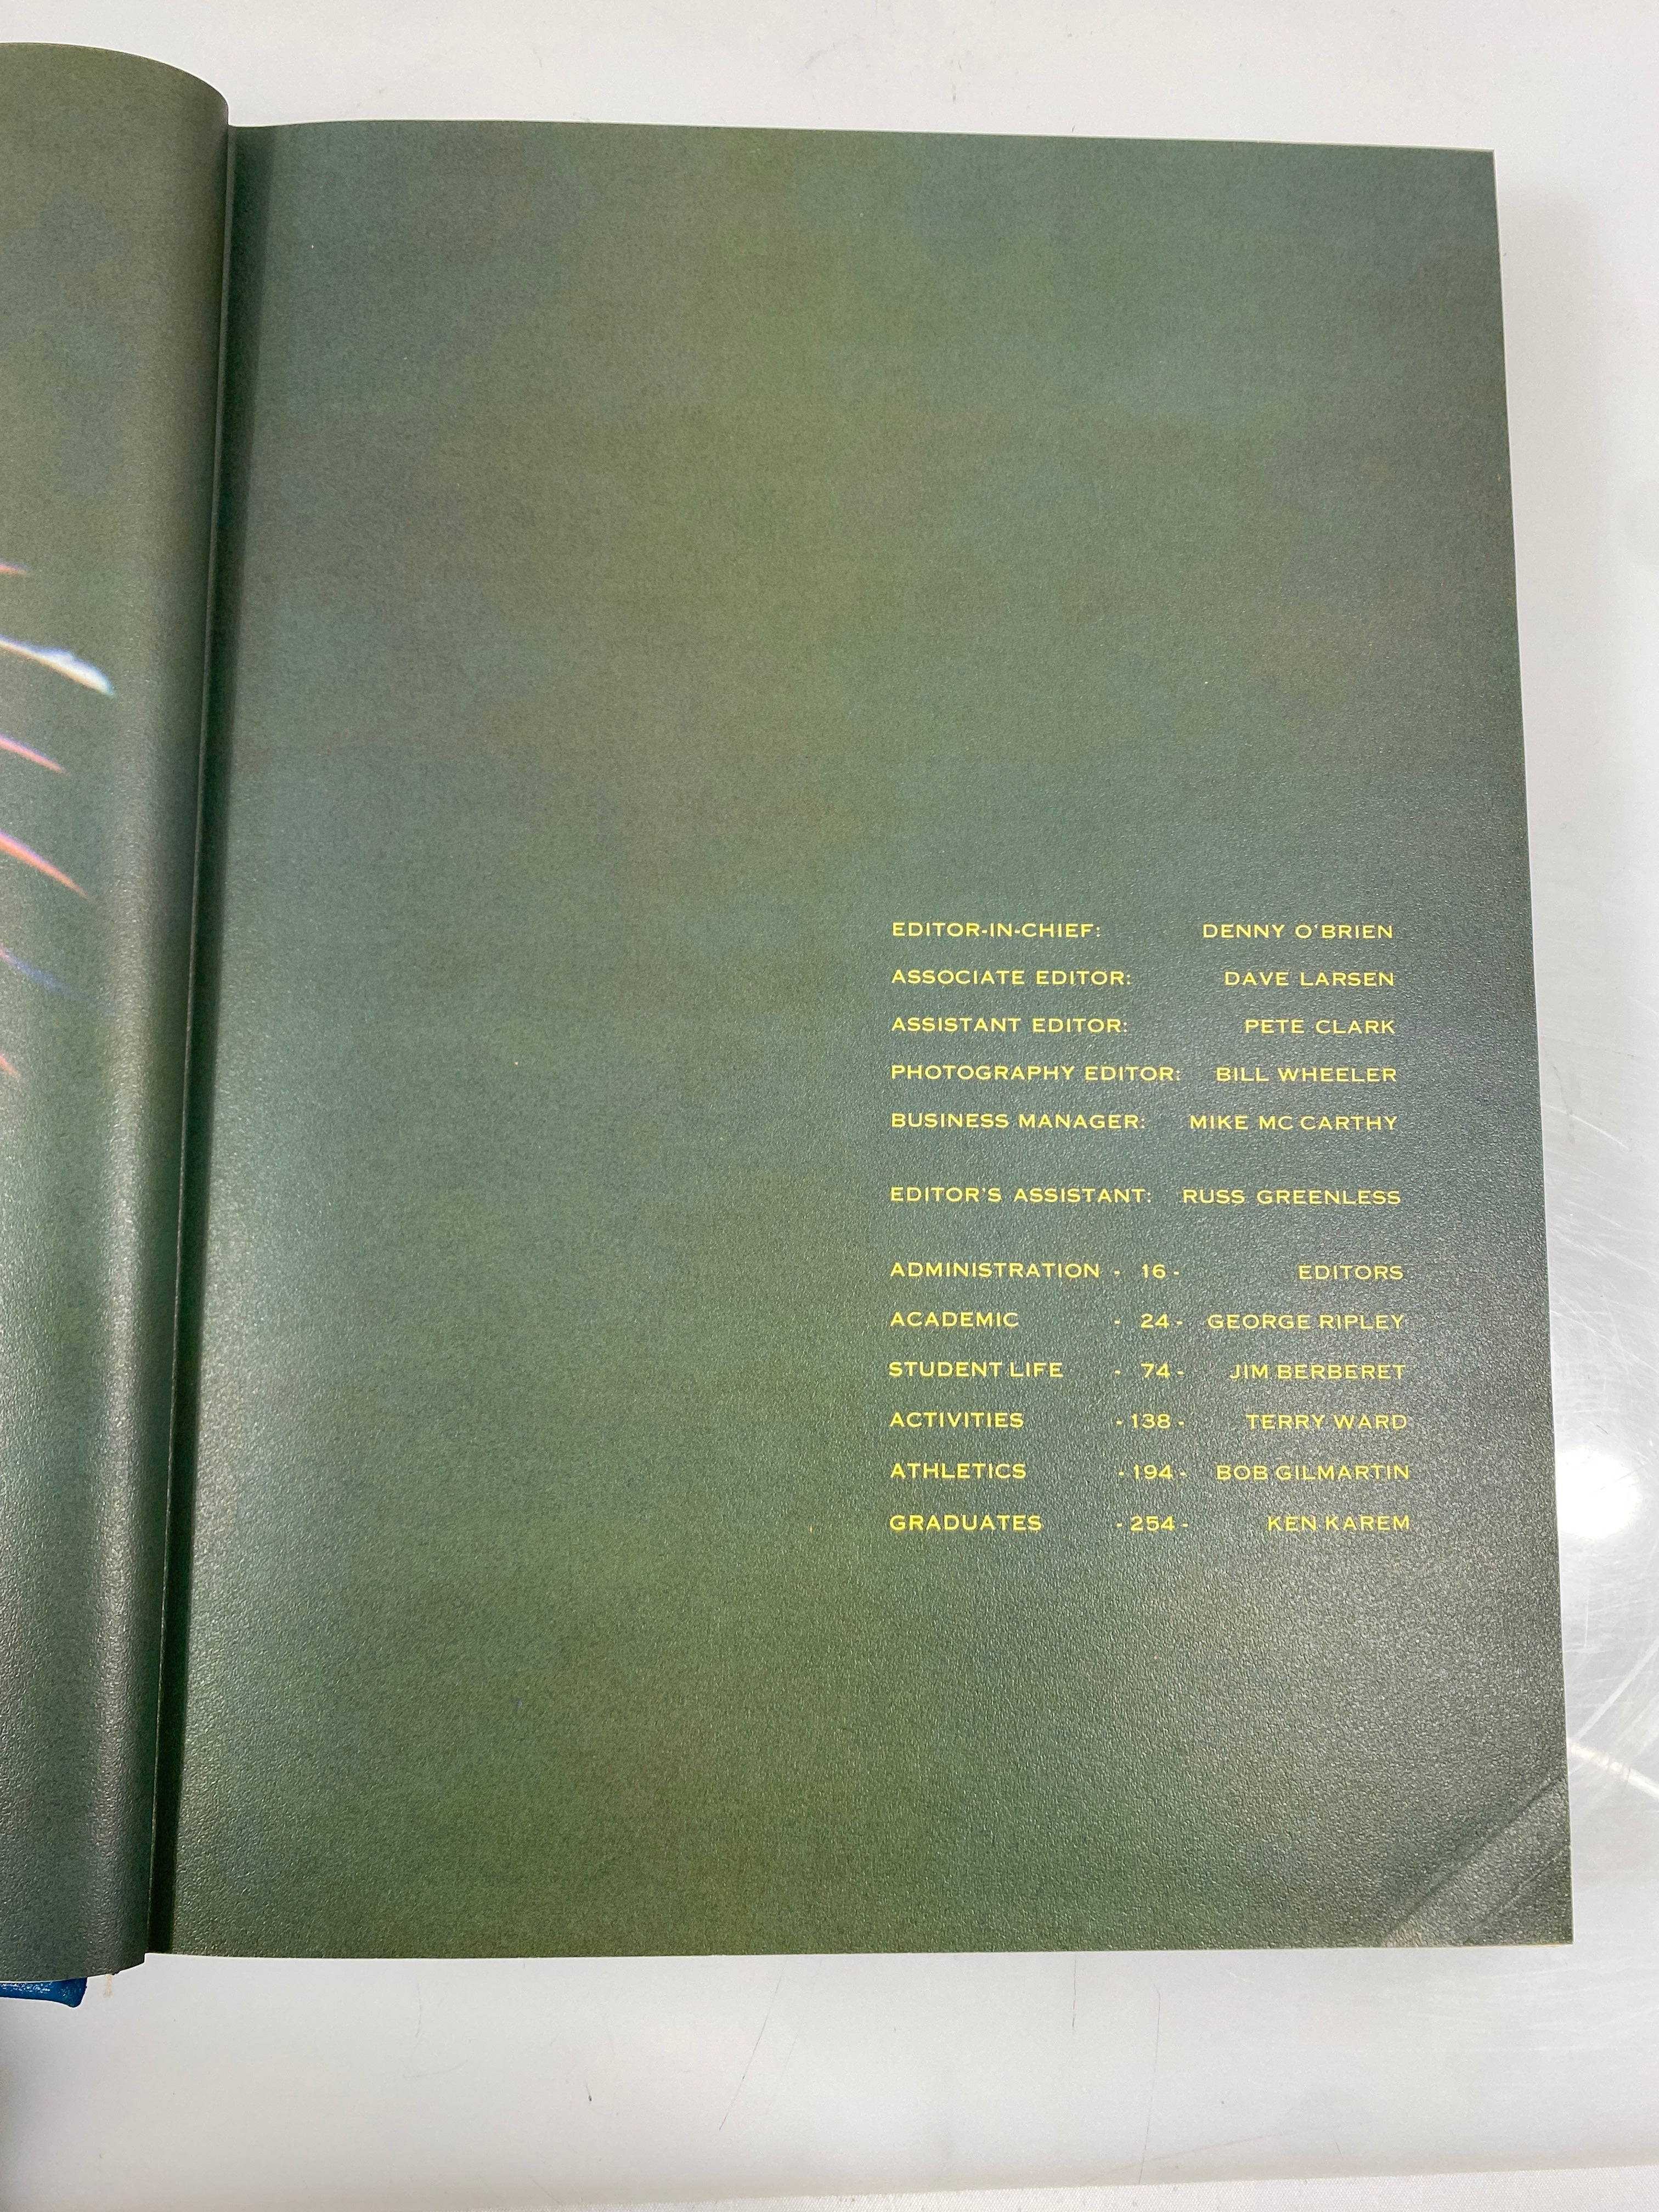 EDITOR-IN-CHIEF: DENNY O'BRIEN
ASSOCIATE EDITOR: DAVE LARSEN
ASSISTANT EDITOR: PETE CLARK
PHOTOGRAPHY EDITOR: BILL WHEELER
BUSINESS MANAGER: MIKE MC CARTHY
EDITOR'S ASSISTANT: RUSS GREENLESS
ADMINISTRATION - 16 - EDITORS
ACADEMIC - 24 - GEORGE RIPLEY
STUDENT LIFE - 74 - JIM BERBERET
ACTIVITIES - 138 - TERRY WARD
ATHLETICS - 194 - BOB GILMARTIN
GRADUATES - 254 - KEN KAREM